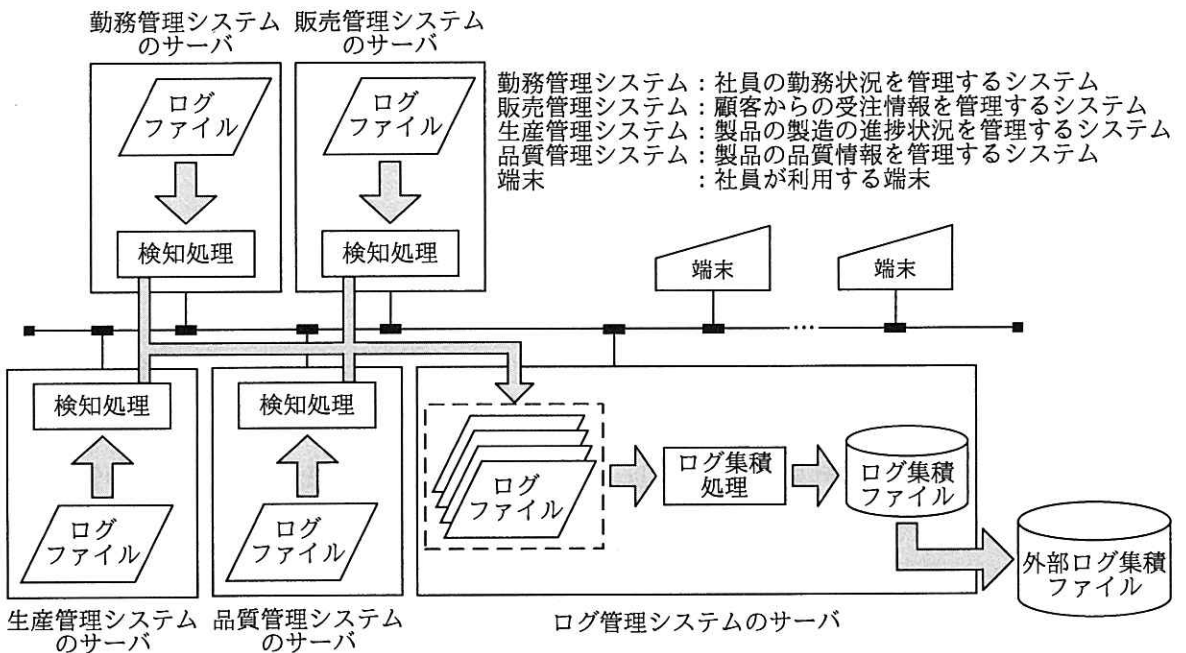 勤務管理システム
のサーバ
販売管理システム
のサーバ
ログ
ファイル
ログ
ファイル
検知処理
検知処理
勤務管理システム:社員の勤務状況を管理するシステム
販売管理システム:顧客からの受注情報を管理するシステム
生産管理システム:製品の製造の進捗状況を管理するシステム
品質管理システム:製品の品質情報を管理するシステム
端末:社員が利用する端末
端末
…
端末
検知処理
検知処理
ログ
ファイル
ログ
ファイル
ログ
ファイル
ログ集積
処理
ログ集積
ファイル
外部ログ集積
ファイル
生産管理システム
のサーバ
品質管理システム
のサーバ
ログ管理システムのサーバ